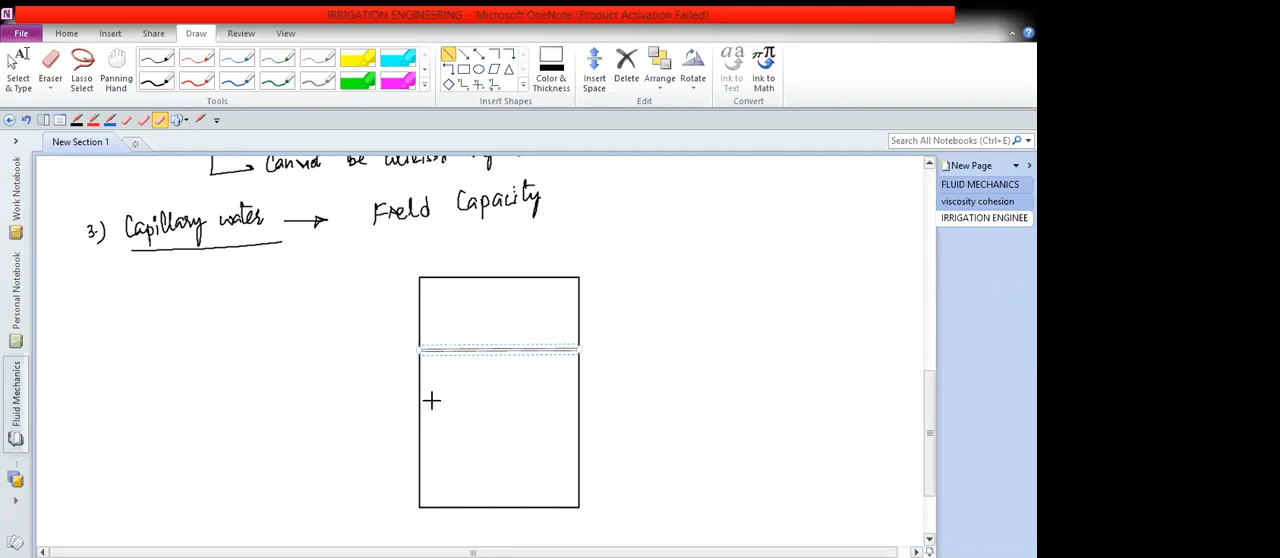 IRRIGATION ENGINEERING - Microsoft OneNote (Product Activation Failed)
File Home Insert Share Draw Review View
Select & Type Eraser Lasso Select Panning Hand Color & Thickness Insert Space Delete Arrange Rotate Ink to Text Ink to Math
Tools Insert Shapes Edit Convert
New Section 1 Search All Notebooks (Ctrl+E)
New Page
FLUID MECHANICS
viscosity cohesion
IRRIGATION ENGINEE
Work Notebook
Personal Notebook
Fluid Mechanics
Cannot be
3.) Capillary water → Field Capacity